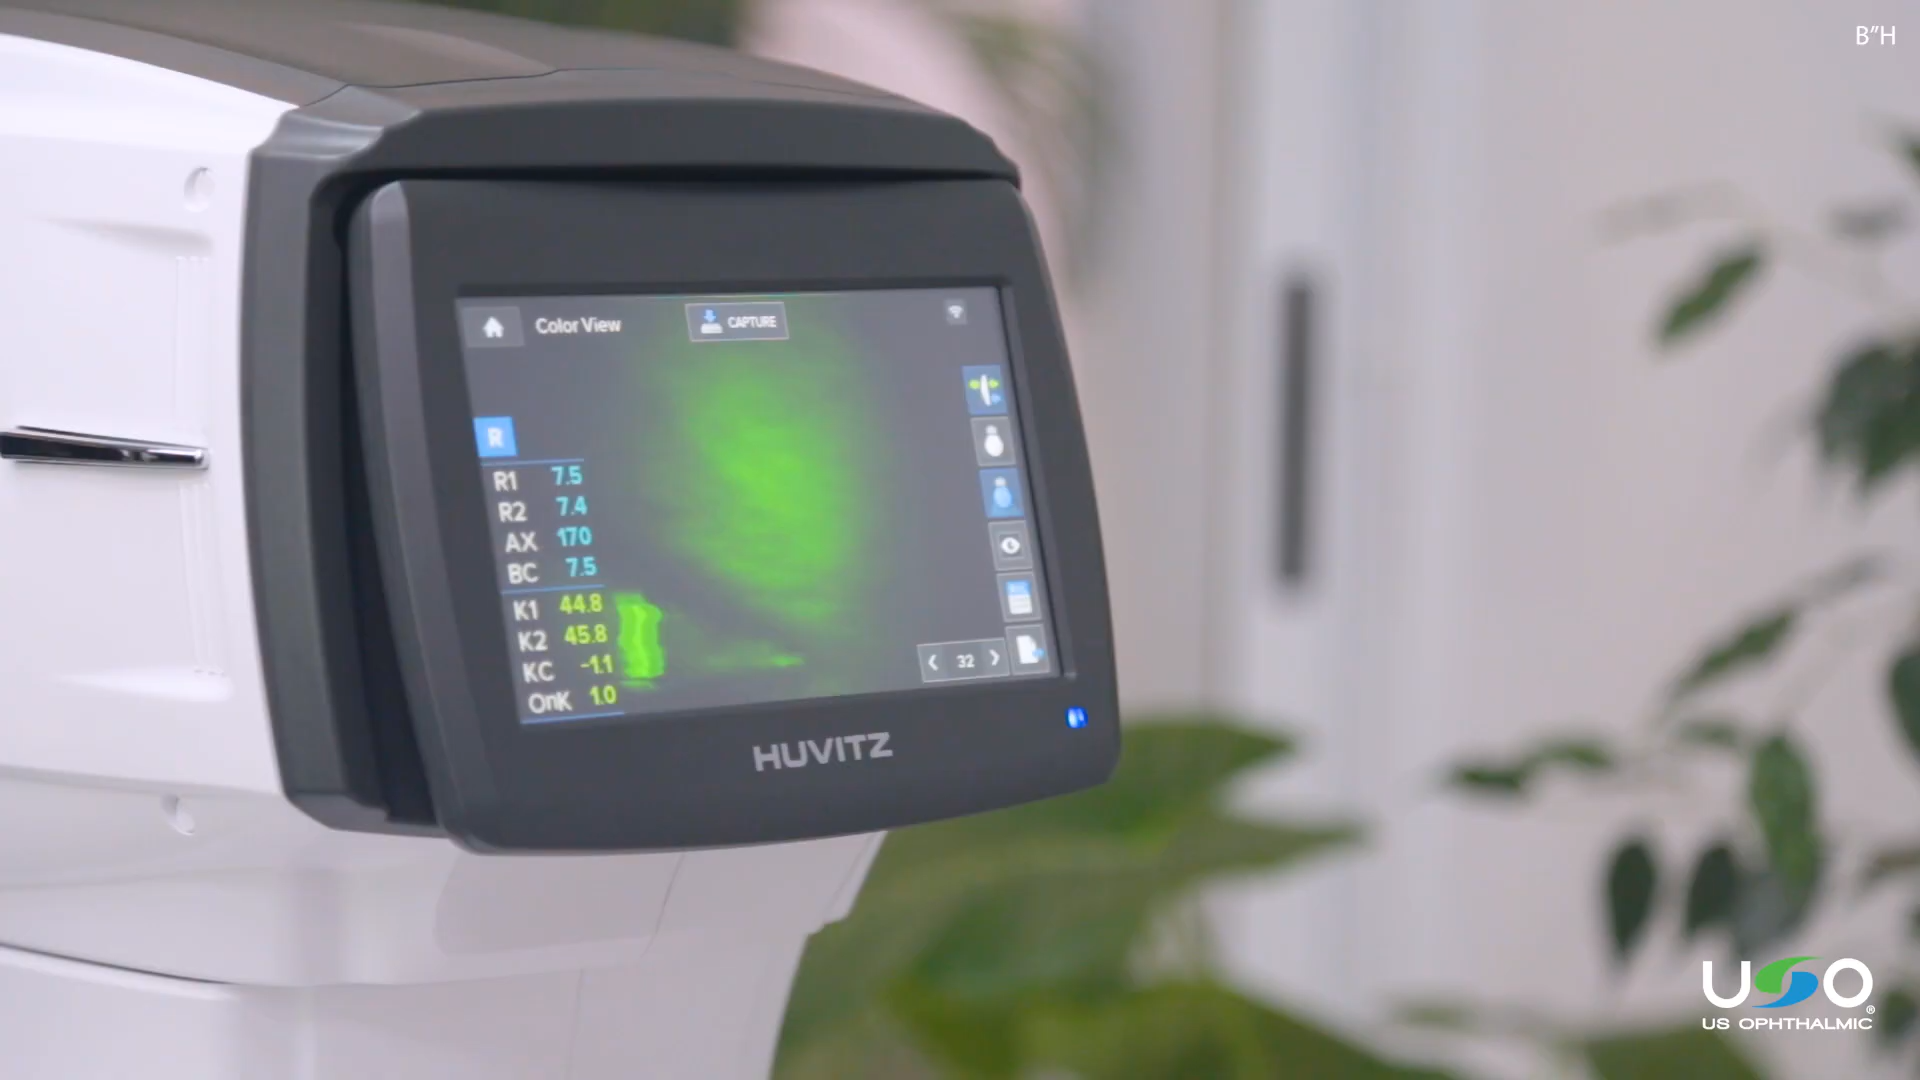 B"H
Color View
CAPTURE
R
R1 7.5
R2 7.4
AX 170
BC 7.5
K1 44.8
K2 45.8
KC -1.1
OnK 1.0
< 32 >
HUVITZ
USO®
US OPHTHALMIC